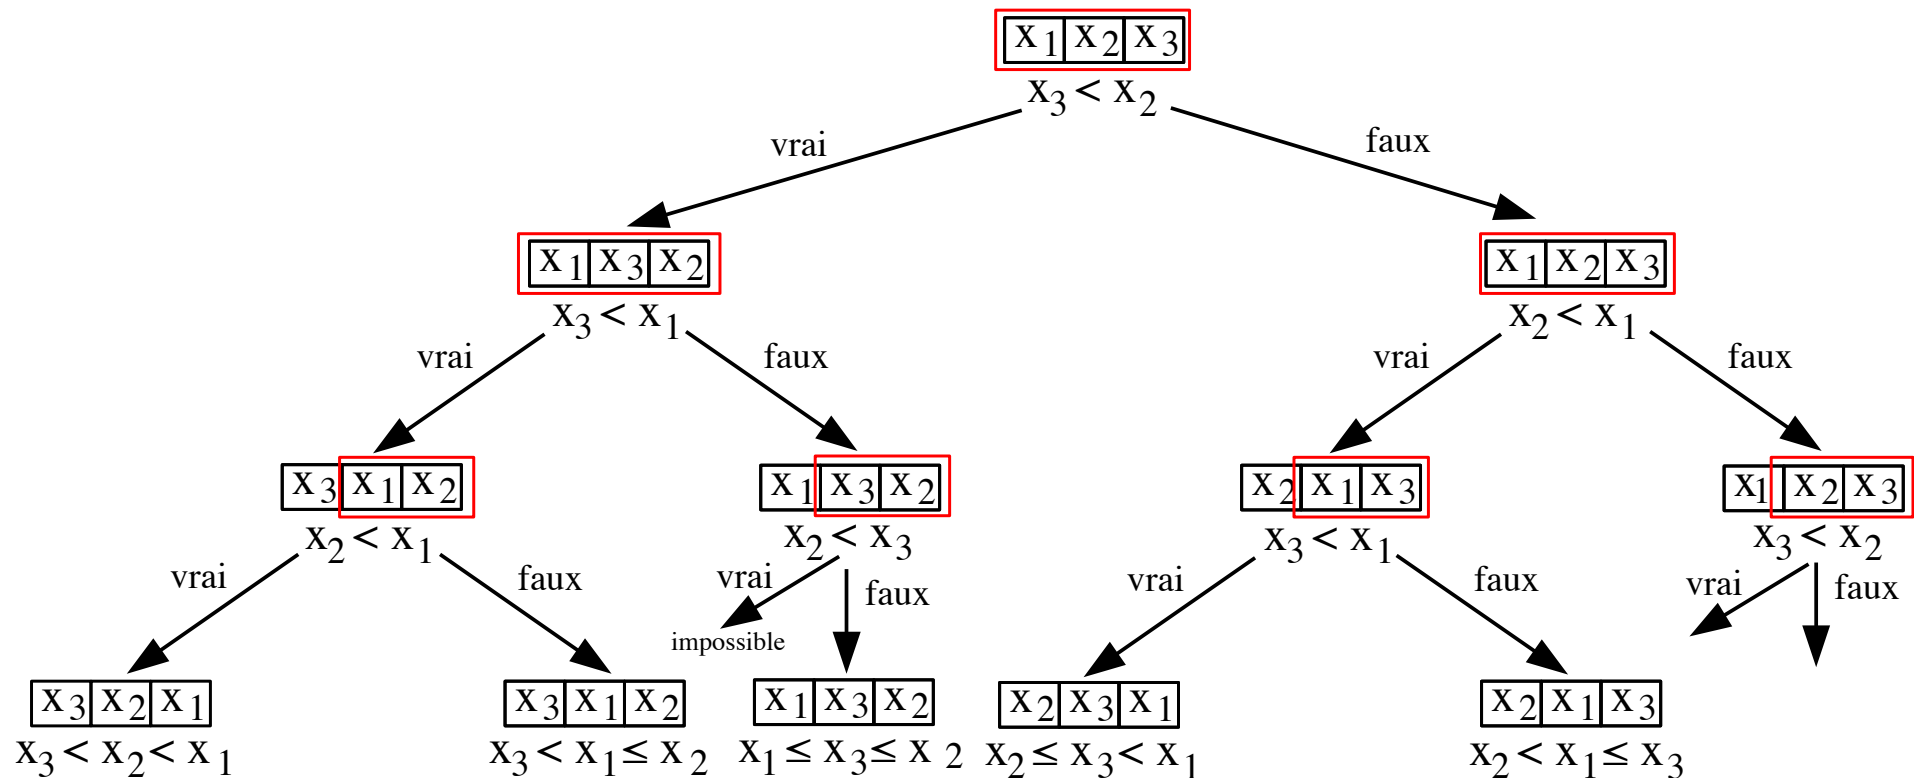 x1 x2 x3
x3 < x2
vrai faux
x1 x3 x2 x1 x2 x3
x3 < x1 x2 < x1
vrai faux vrai faux
x3 x1 x2 x1 x3 x2 x2 x1 x3 x1 x2 x3
x2 < x1 x2 < x3 x3 < x1 x3 < x2
vrai faux vrai faux vrai faux vrai faux
impossible
x3 x2 x1 x3 x1 x2 x1 x3 x2 x2 x3 x1 x2 x1 x3
x3 < x2 < x1 x3 < x1 ≤ x2 x1 ≤ x3 ≤ x2 x2 ≤ x3 < x1 x2 < x1 ≤ x3